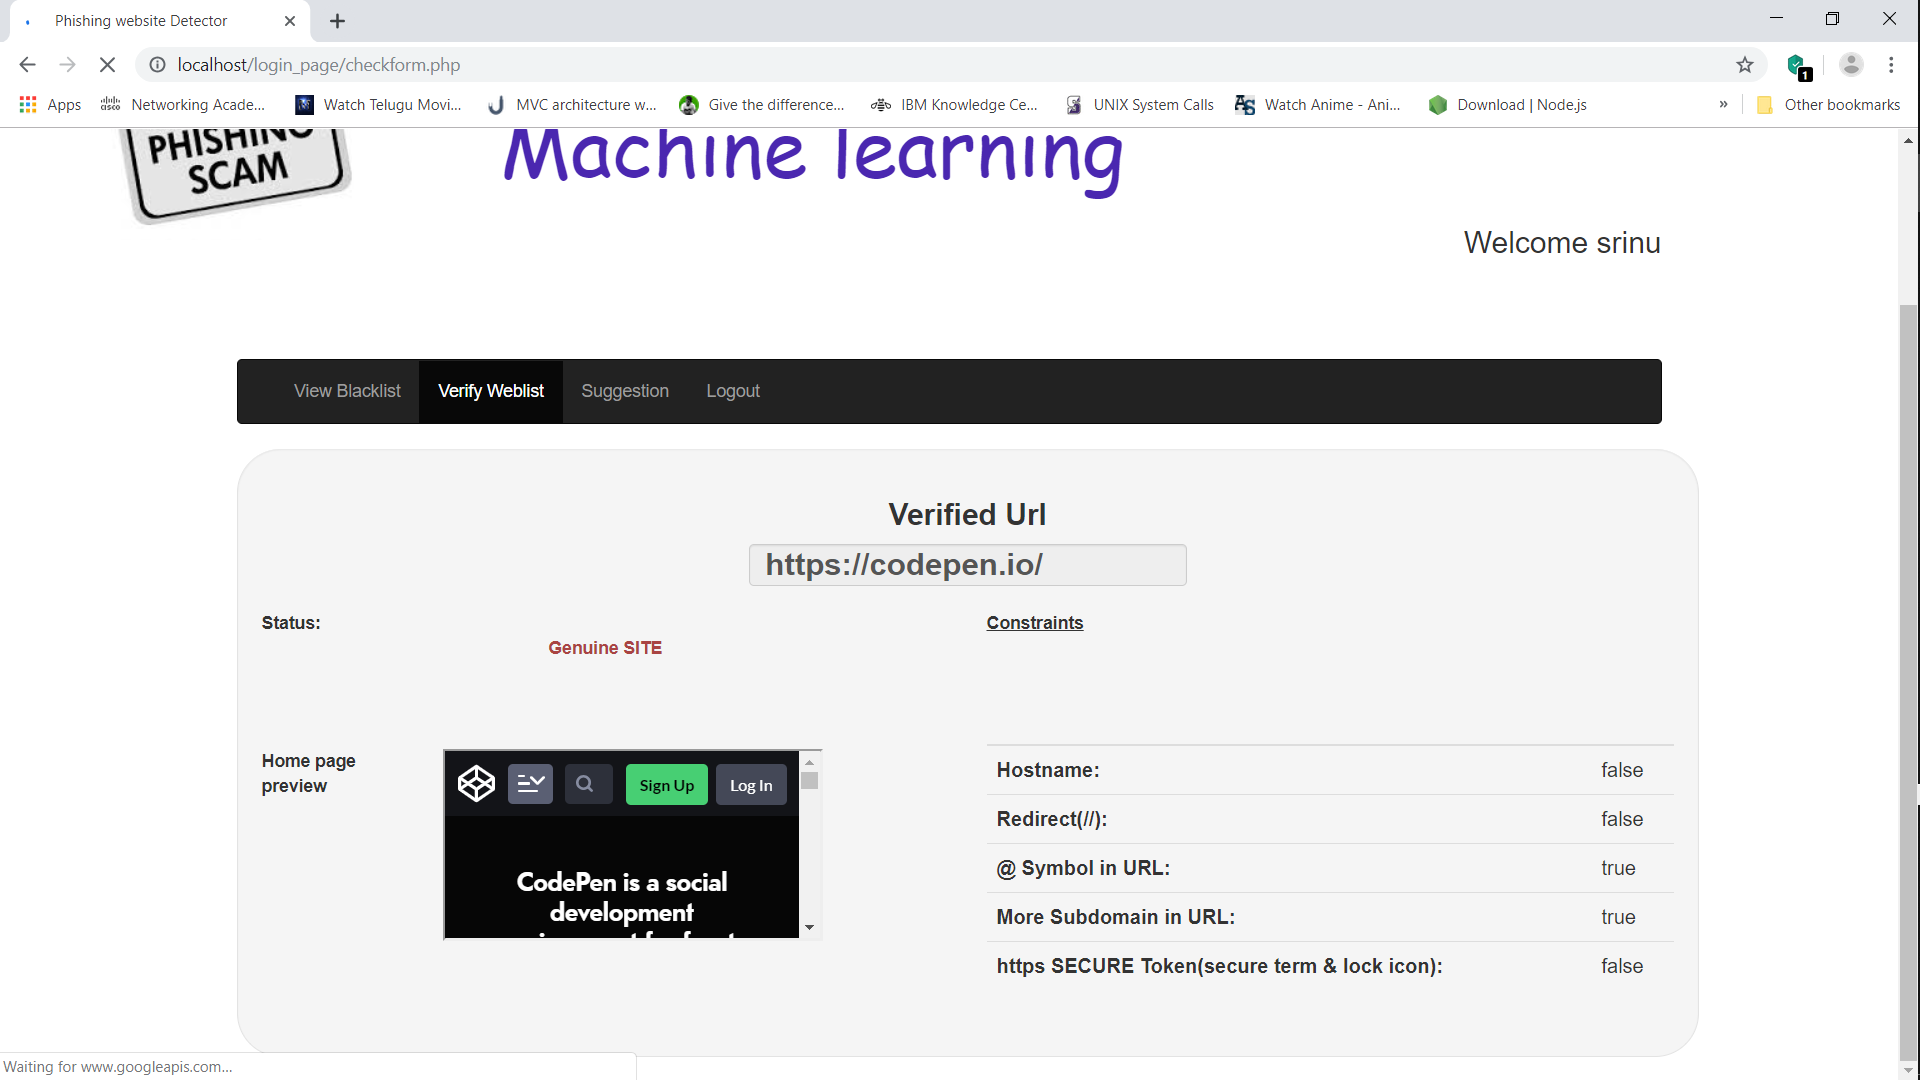 Phishing website Detector
localhost/login_page/checkform.php
1
Apps
Networking Acade...
Watch Telugu Movi...
MVC architecture w...
Give the difference...
IBM Knowledge Ce...
UNIX System Calls
Watch Anime - Ani...
Download | Node.js
»
Other bookmarks
PHISHING
SCAM
Machine learning
Welcome srinu
View Blacklist
Verify Weblist
Suggestion
Logout
Verified Url
https://codepen.io/
Status:
Genuine SITE
Constraints
Home page
preview
Sign Up
Log In
CodePen is a social
development
Hostname: false
Redirect(//): false
@ Symbol in URL: true
More Subdomain in URL: true
https SECURE Token(secure term & lock icon): false
Waiting for www.googleapis.com...